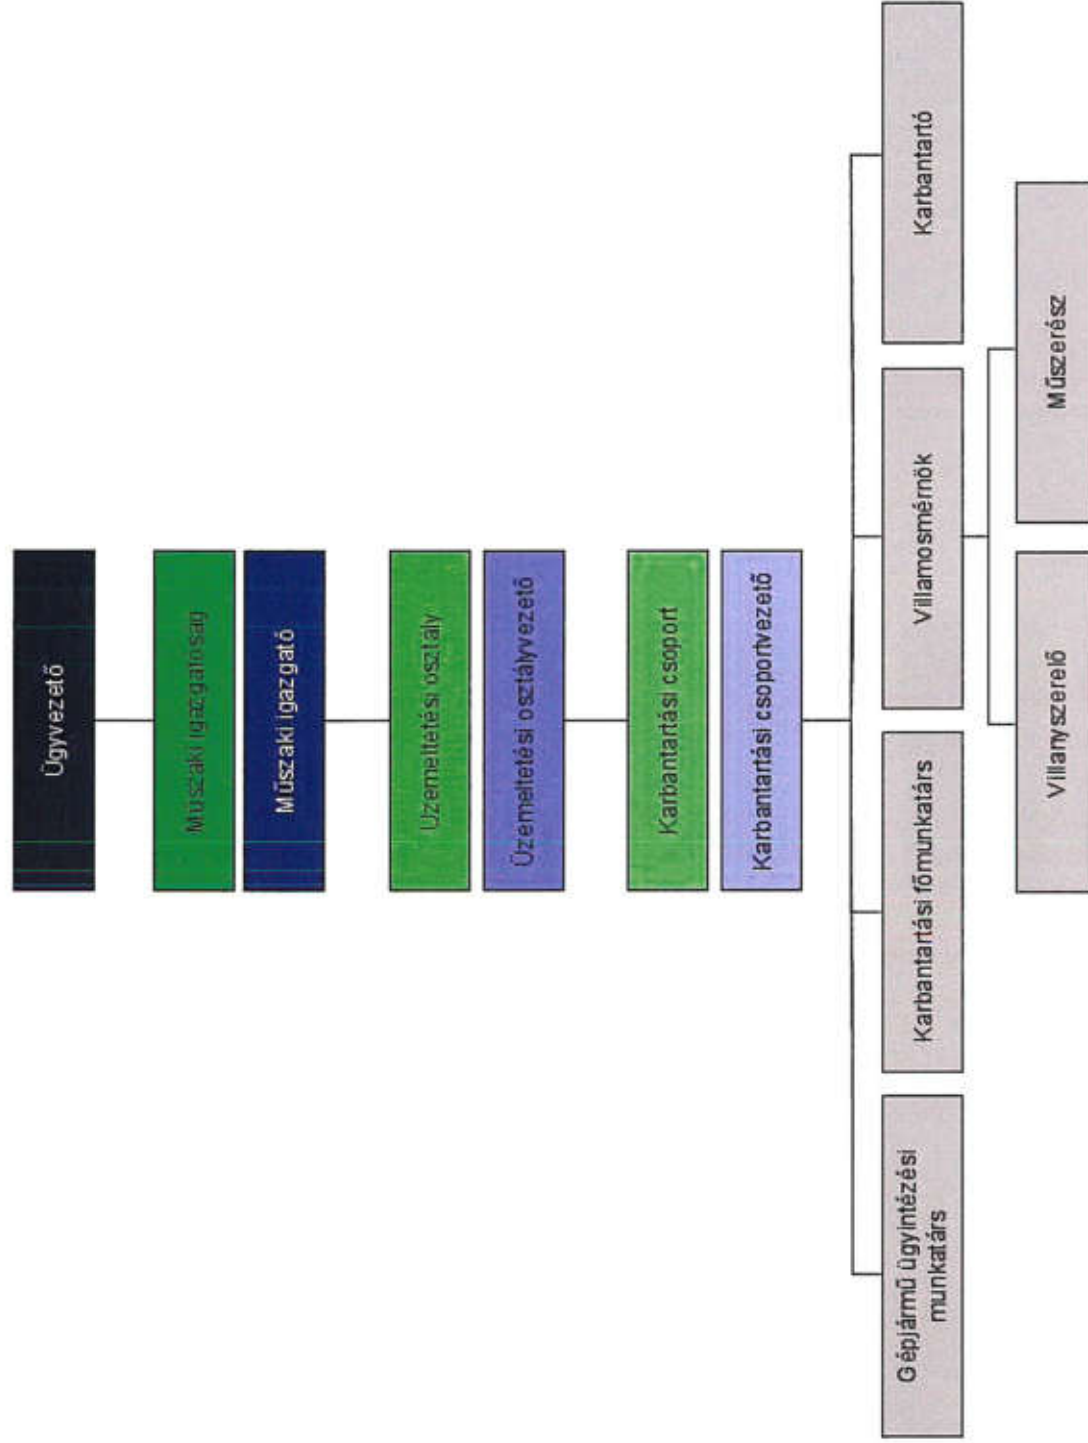 Ügyvezető
Műszaki igazgatóság
Műszaki igazgató
Üzemeltetési osztály
Üzemeltetési osztályvezető
Karbantartási csoport
Karbantartási csoportvezető
Gépjármű ügyintézési
munkatárs
Karbantartási főmunkatárs
Villamosmérnök
Karbantartó
Villanyszerelő
Műszerész